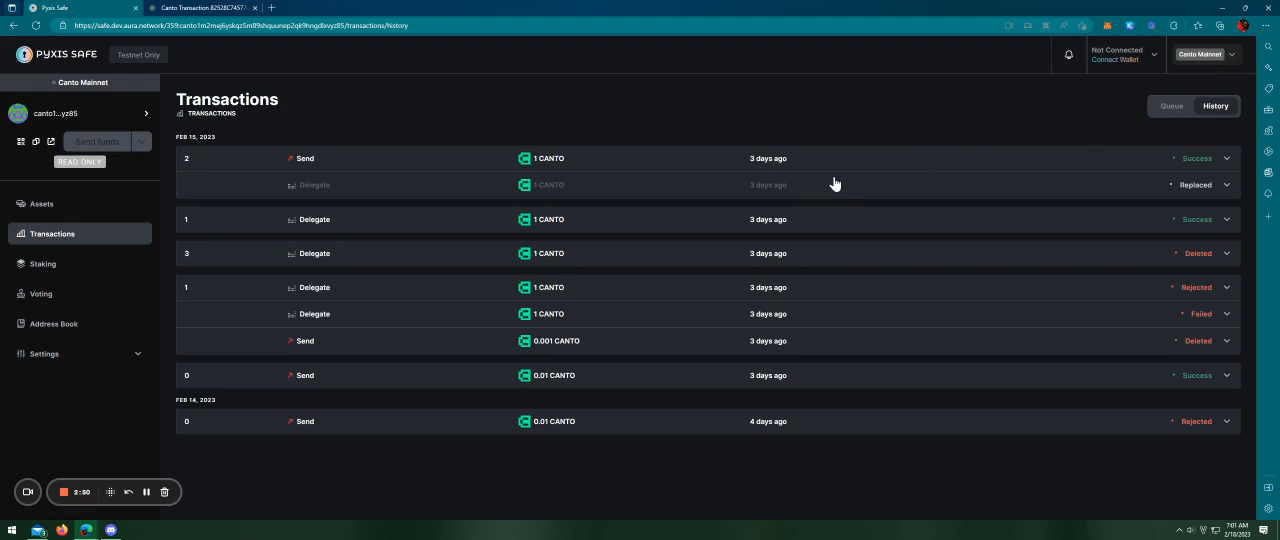 Pyxis Safe
Canto Transaction 82528C74577
https://safe.dev.aura.network/359:canto1m2mej6yskqz5m89shquunep2qk9hngdlxvyz85/transactions/history
PYXIS SAFE
Testnet Only
Not Connected
Connect Wallet
Canto Mainnet
Canto Mainnet
canto1...yz85
Send funds
READ ONLY
Assets
Transactions
Staking
Voting
Address Book
Settings
Transactions
TRANSACTIONS
Queue
History
FEB 15, 2023
2 Send 1 CANTO 3 days ago Success
Delegate 1 CANTO 3 days ago Replaced
1 Delegate 1 CANTO 3 days ago Success
3 Delegate 1 CANTO 3 days ago Deleted
1 Delegate 1 CANTO 3 days ago Rejected
Delegate 1 CANTO 3 days ago Failed
Send 0.001 CANTO 3 days ago Deleted
0 Send 0.01 CANTO 3 days ago Success
FEB 14, 2023
0 Send 0.01 CANTO 4 days ago Rejected
2:50
7:01 AM
2/18/2023